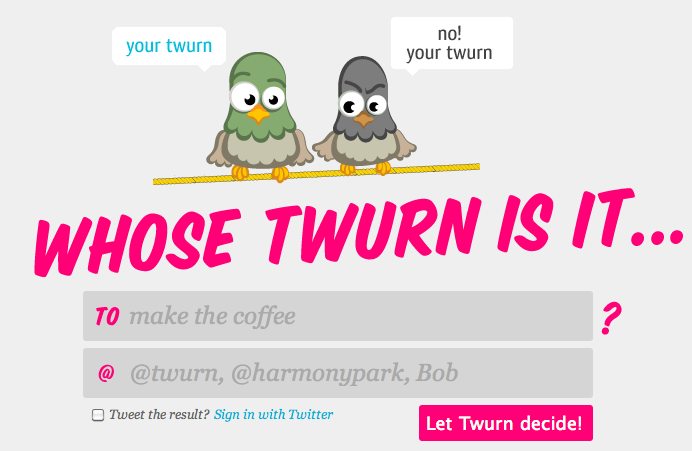 your twurn
no!
your twurn
WHOSE TWURN IS IT...
TO make the coffee ?
@ @twurn, @harmonypark, Bob
Tweet the result? Sign in with Twitter
Let Twurn decide!